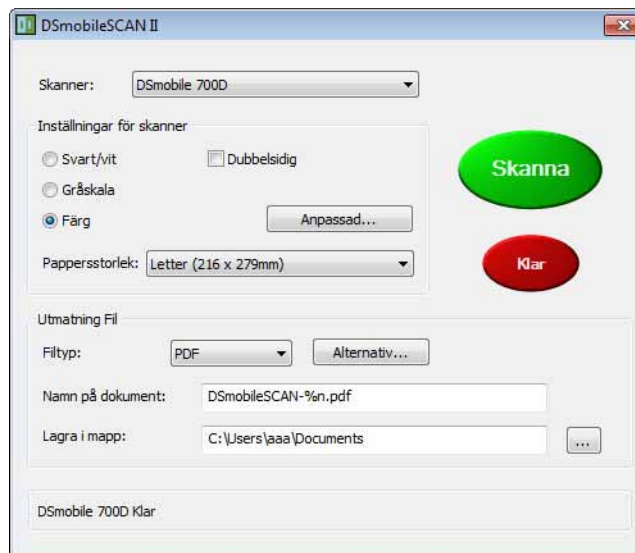 DSmobileSCAN II
Skanner: DSmobile 700D
Inställningar för skanner
Svart/vit Dubbelsidig
Gråskala
Färg Anpassad...
Pappersstorlek: Letter (216 x 279mm)
Skanna
Klar
Utmatning Fil
Filtyp: PDF Alternativ...
Namn på dokument: DSmobileSCAN-%n.pdf
Lagra i mapp: C:\Users\aaa\Documents ...
DSmobile 700D Klar